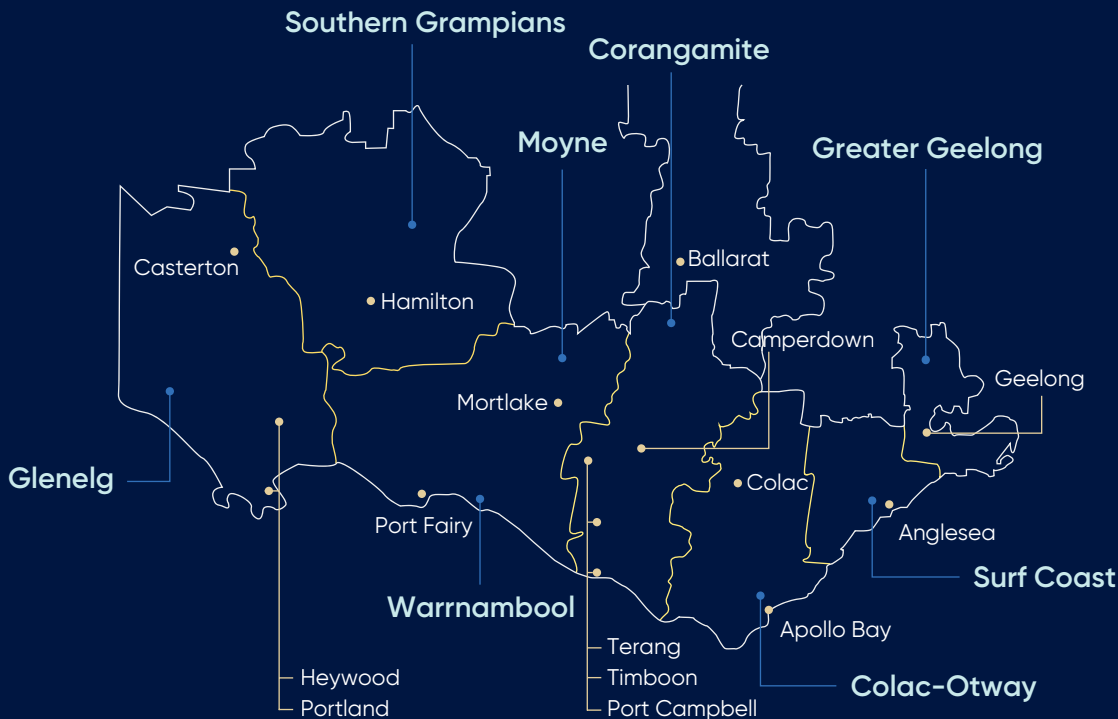 Southern Grampians
Corangamite
Moyne
Greater Geelong
Ballarat
Casterton
Hamilton
Camperdown
Geelong
Mortlake
Glenelg
Colac
Port Fairy
Anglesea
Surf Coast
Warrnambool
Apollo Bay
Terang
Heywood
Timboon
Colac-Otway
Portland
Port Campbell